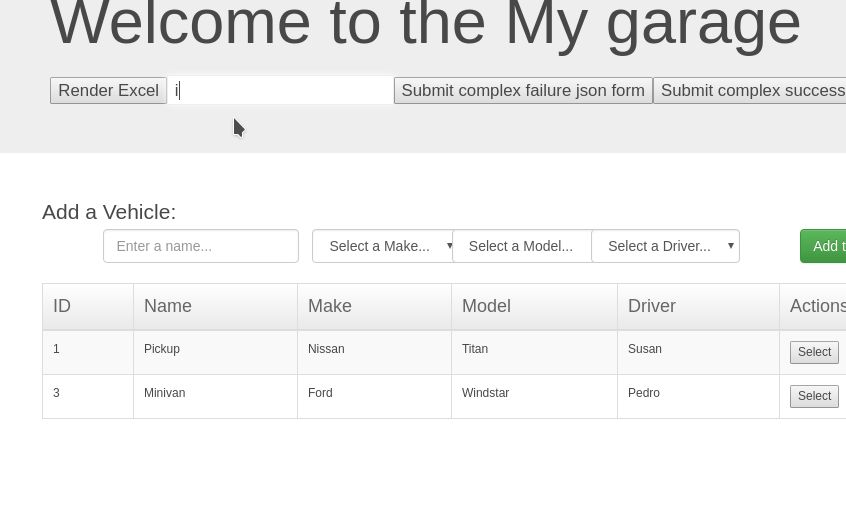 Welcome to the My garage
Render Excel i Submit complex failure json form Submit complex success
Add a Vehicle:
Enter a name... Select a Make... Select a Model... Select a Driver... Add t
ID Name Make Model Driver Actions
1 Pickup Nissan Titan Susan Select
3 Minivan Ford Windstar Pedro Select